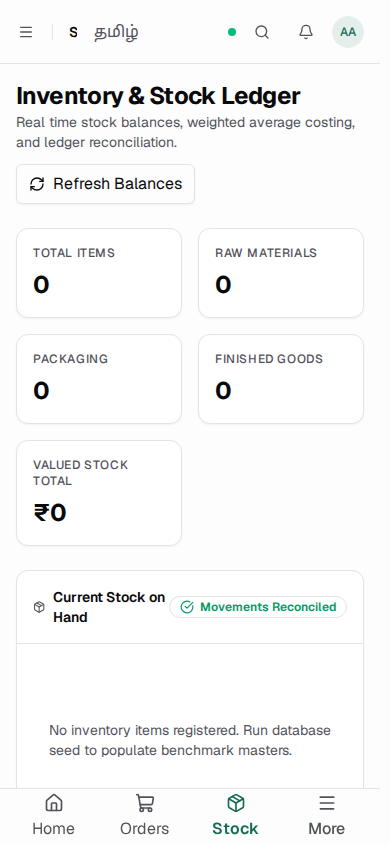 S தமிழ் AA
Inventory & Stock Ledger
Real time stock balances, weighted average costing,
and ledger reconciliation.
Refresh Balances
TOTAL ITEMS
0
RAW MATERIALS
0
PACKAGING
0
FINISHED GOODS
0
VALUED STOCK
TOTAL
₹0
Current Stock on
Hand
Movements Reconciled
No inventory items registered. Run database
seed to populate benchmark masters.
Home Orders Stock More